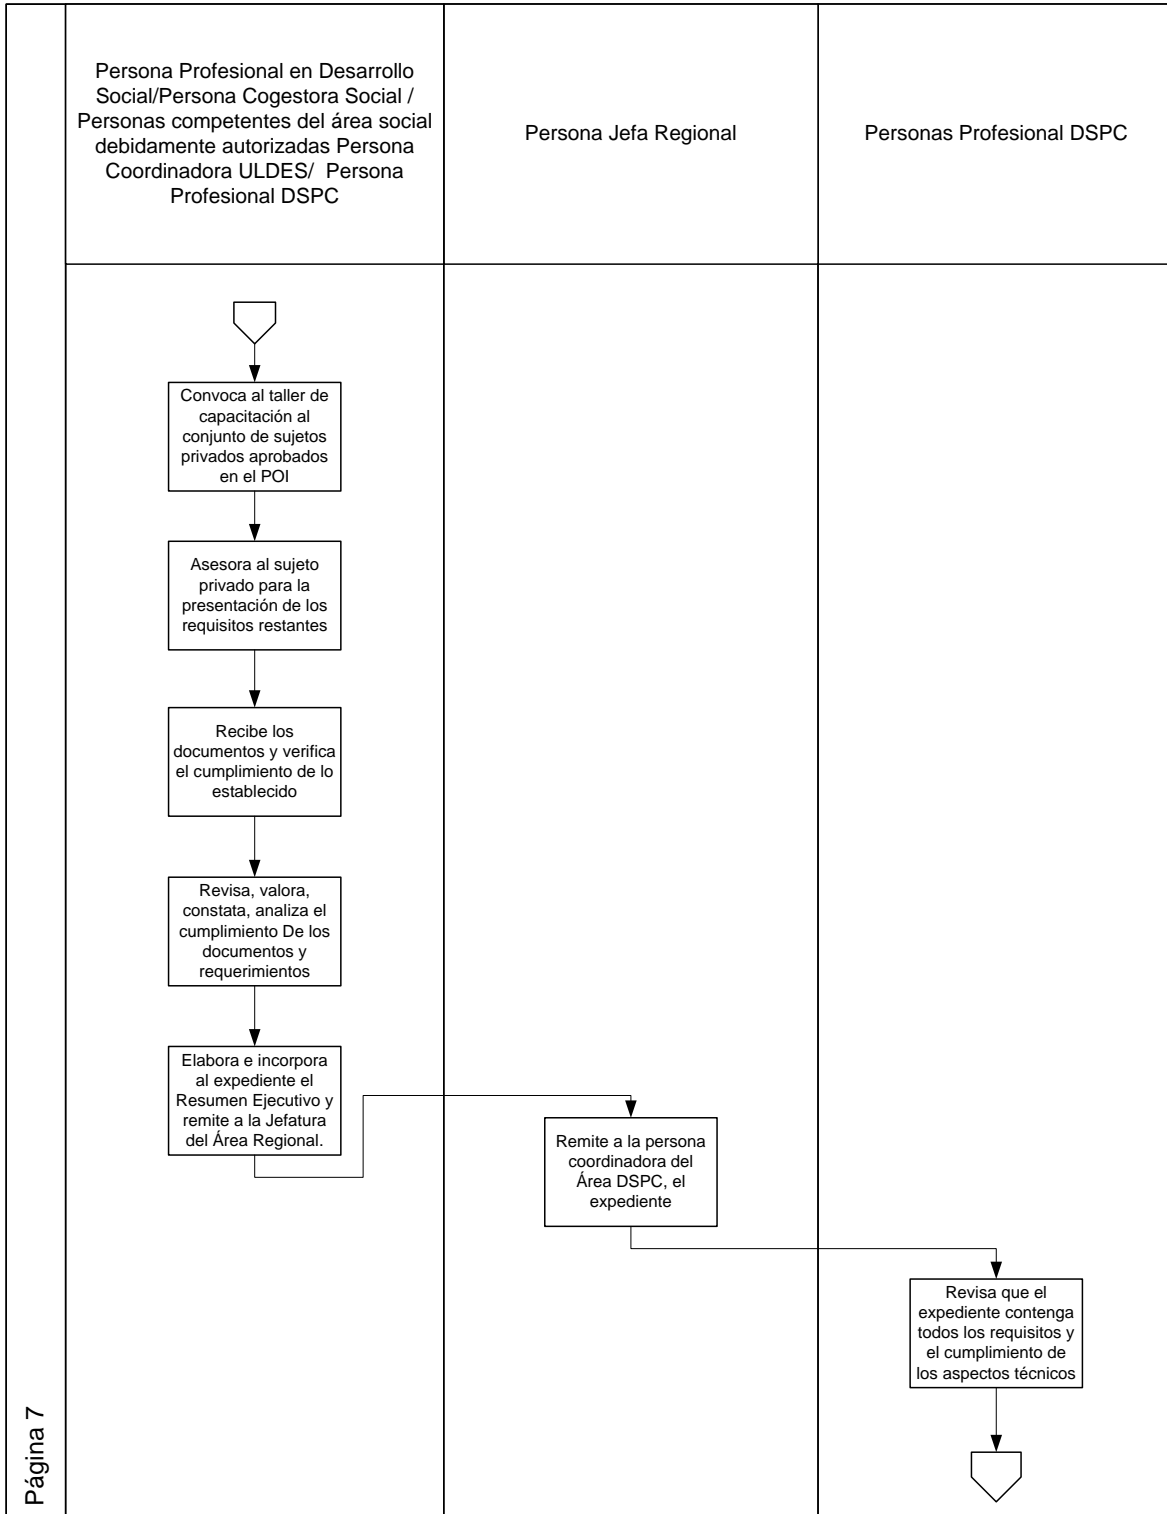 Persona Profesional en Desarrollo
Social/Persona Cogestora Social /
Personas competentes del área social
debidamente autorizadas Persona
Coordinadora ULDES/  Persona
Profesional DSPC
Persona Jefa Regional
Personas Profesional DSPC
Convoca al taller de
capacitación al
conjunto de sujetos
privados aprobados
en el POI
Asesora al sujeto
privado para la
presentación de los
requisitos restantes
Recibe los
documentos y verifica
el cumplimiento de lo
establecido
Revisa, valora,
constata, analiza el
cumplimiento De los
documentos y
requerimientos
Elabora e incorpora
al expediente el
Resumen Ejecutivo y
remite a la Jefatura
del Área Regional.
Remite a la persona
coordinadora del
Área DSPC, el
expediente
Revisa que el
expediente contenga
todos los requisitos y
el cumplimiento de
los aspectos técnicos
Página 7